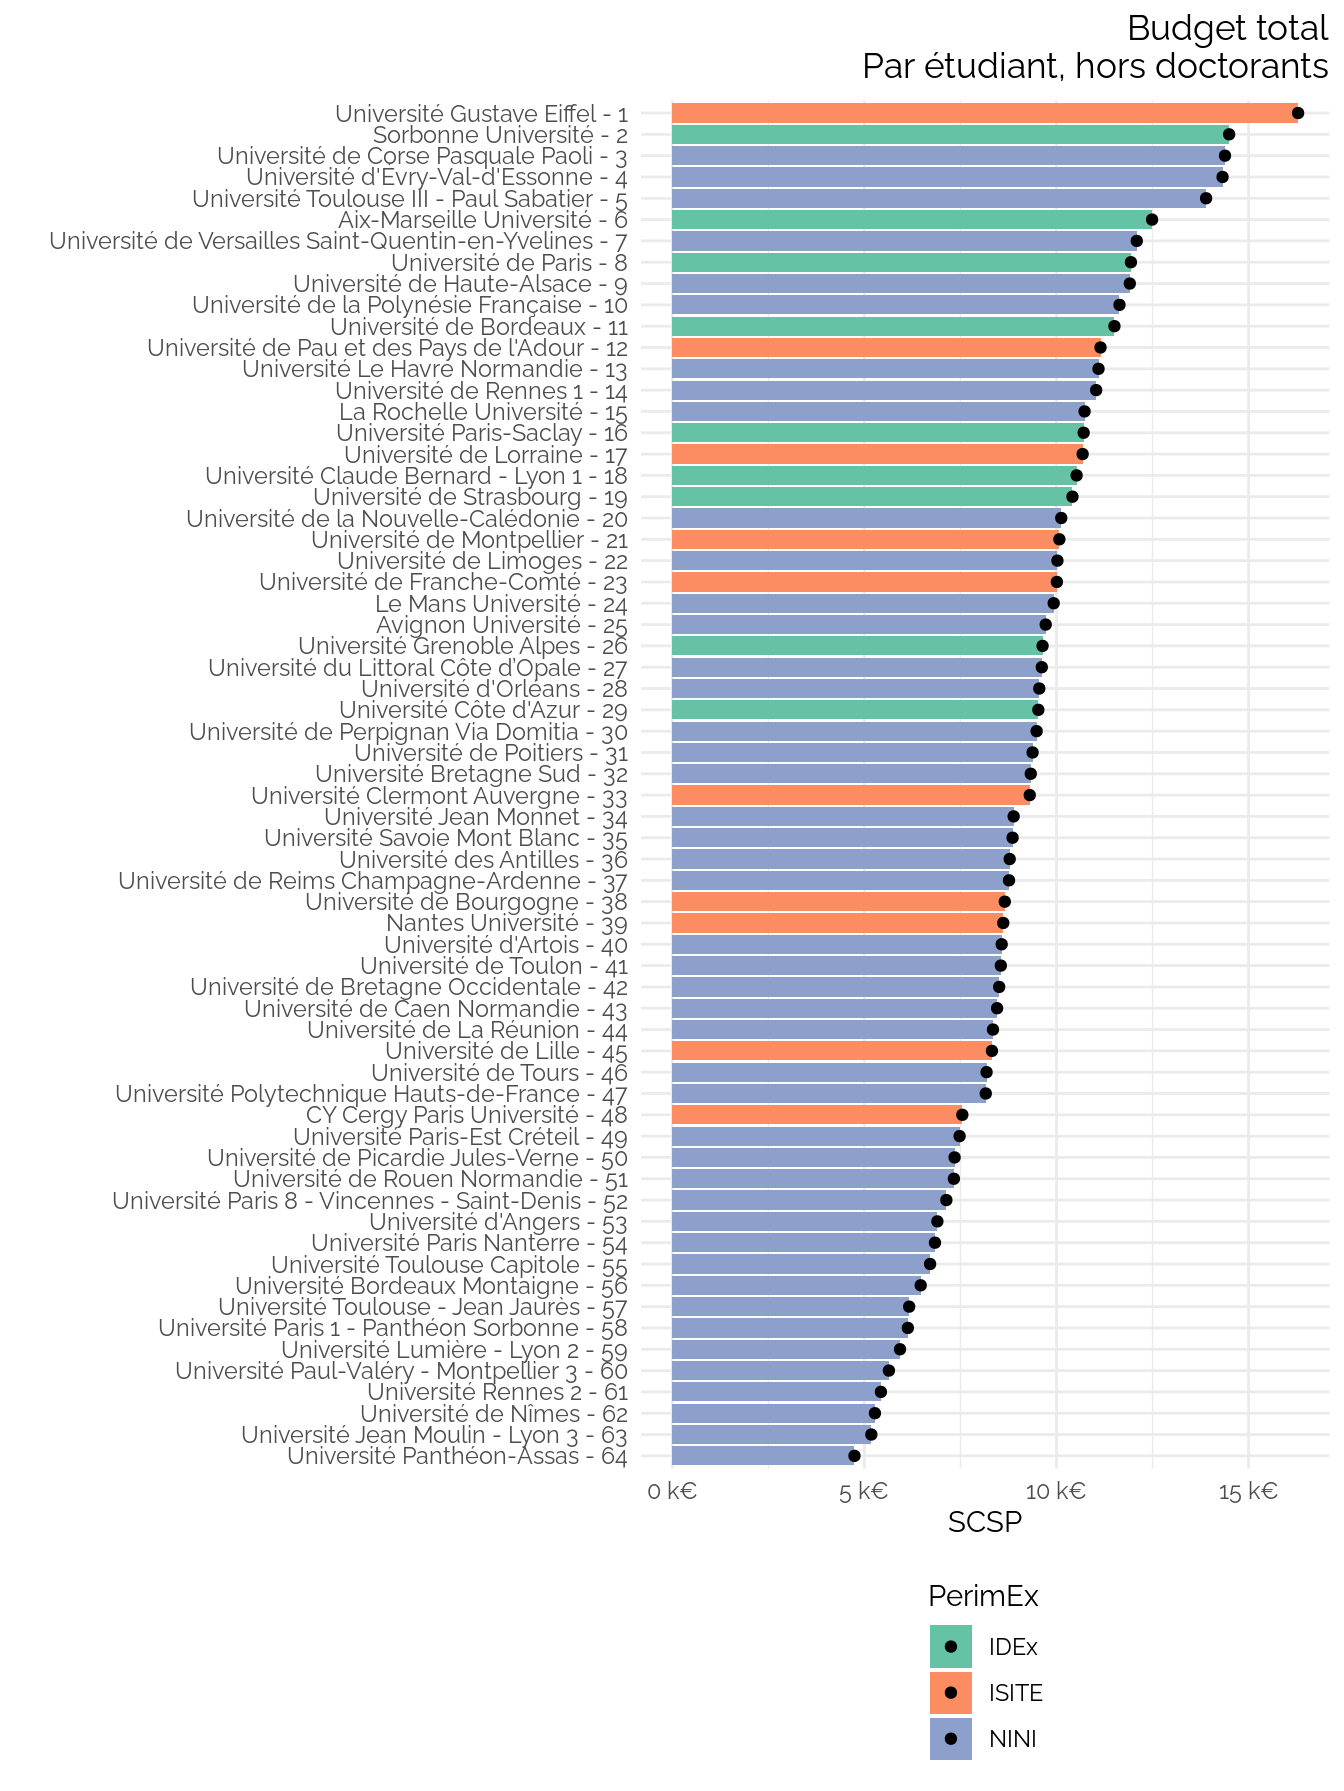 Budget total
Par étudiant, hors doctorants
Université Gustave Eiffel - 1
Sorbonne Université - 2
Université de Corse Pasquale Paoli - 3
Université d'Evry-Val-d'Essonne - 4
Université Toulouse III - Paul Sabatier - 5
Aix-Marseille Université - 6
Université de Versailles Saint-Quentin-en-Yvelines - 7
Université de Paris - 8
Université de Haute-Alsace - 9
Université de la Polynésie Française - 10
Université de Bordeaux - 11
Université de Pau et des Pays de l'Adour - 12
Université Le Havre Normandie - 13
Université de Rennes 1 - 14
La Rochelle Université - 15
Université Paris-Saclay - 16
Université de Lorraine - 17
Université Claude Bernard - Lyon 1 - 18
Université de Strasbourg - 19
Université de la Nouvelle-Calédonie - 20
Université de Montpellier - 21
Université de Limoges - 22
Université de Franche-Comté - 23
Le Mans Université - 24
Avignon Université - 25
Université Grenoble Alpes - 26
Université du Littoral Côte d’Opale - 27
Université d'Orléans - 28
Université Côte d'Azur - 29
Université de Perpignan Via Domitia - 30
Université de Poitiers - 31
Université Bretagne Sud - 32
Université Clermont Auvergne - 33
Université Jean Monnet - 34
Université Savoie Mont Blanc - 35
Université des Antilles - 36
Université de Reims Champagne-Ardenne - 37
Université de Bourgogne - 38
Nantes Université - 39
Université d'Artois - 40
Université de Toulon - 41
Université de Bretagne Occidentale - 42
Université de Caen Normandie - 43
Université de La Réunion - 44
Université de Lille - 45
Université de Tours - 46
Université Polytechnique Hauts-de-France - 47
CY Cergy Paris Université - 48
Université Paris-Est Créteil - 49
Université de Picardie Jules-Verne - 50
Université de Rouen Normandie - 51
Université Paris 8 - Vincennes - Saint-Denis - 52
Université d'Angers - 53
Université Paris Nanterre - 54
Université Toulouse Capitole - 55
Université Bordeaux Montaigne - 56
Université Toulouse - Jean Jaurès - 57
Université Paris 1 - Panthéon Sorbonne - 58
Université Lumière - Lyon 2 - 59
Université Paul-Valéry - Montpellier 3 - 60
Université Rennes 2 - 61
Université de Nîmes - 62
Université Jean Moulin - Lyon 3 - 63
Université Panthéon-Assas - 64
0 k€ 5 k€ 10 k€ 15 k€
SCSP
PerimEx
IDEx
ISITE
NINI